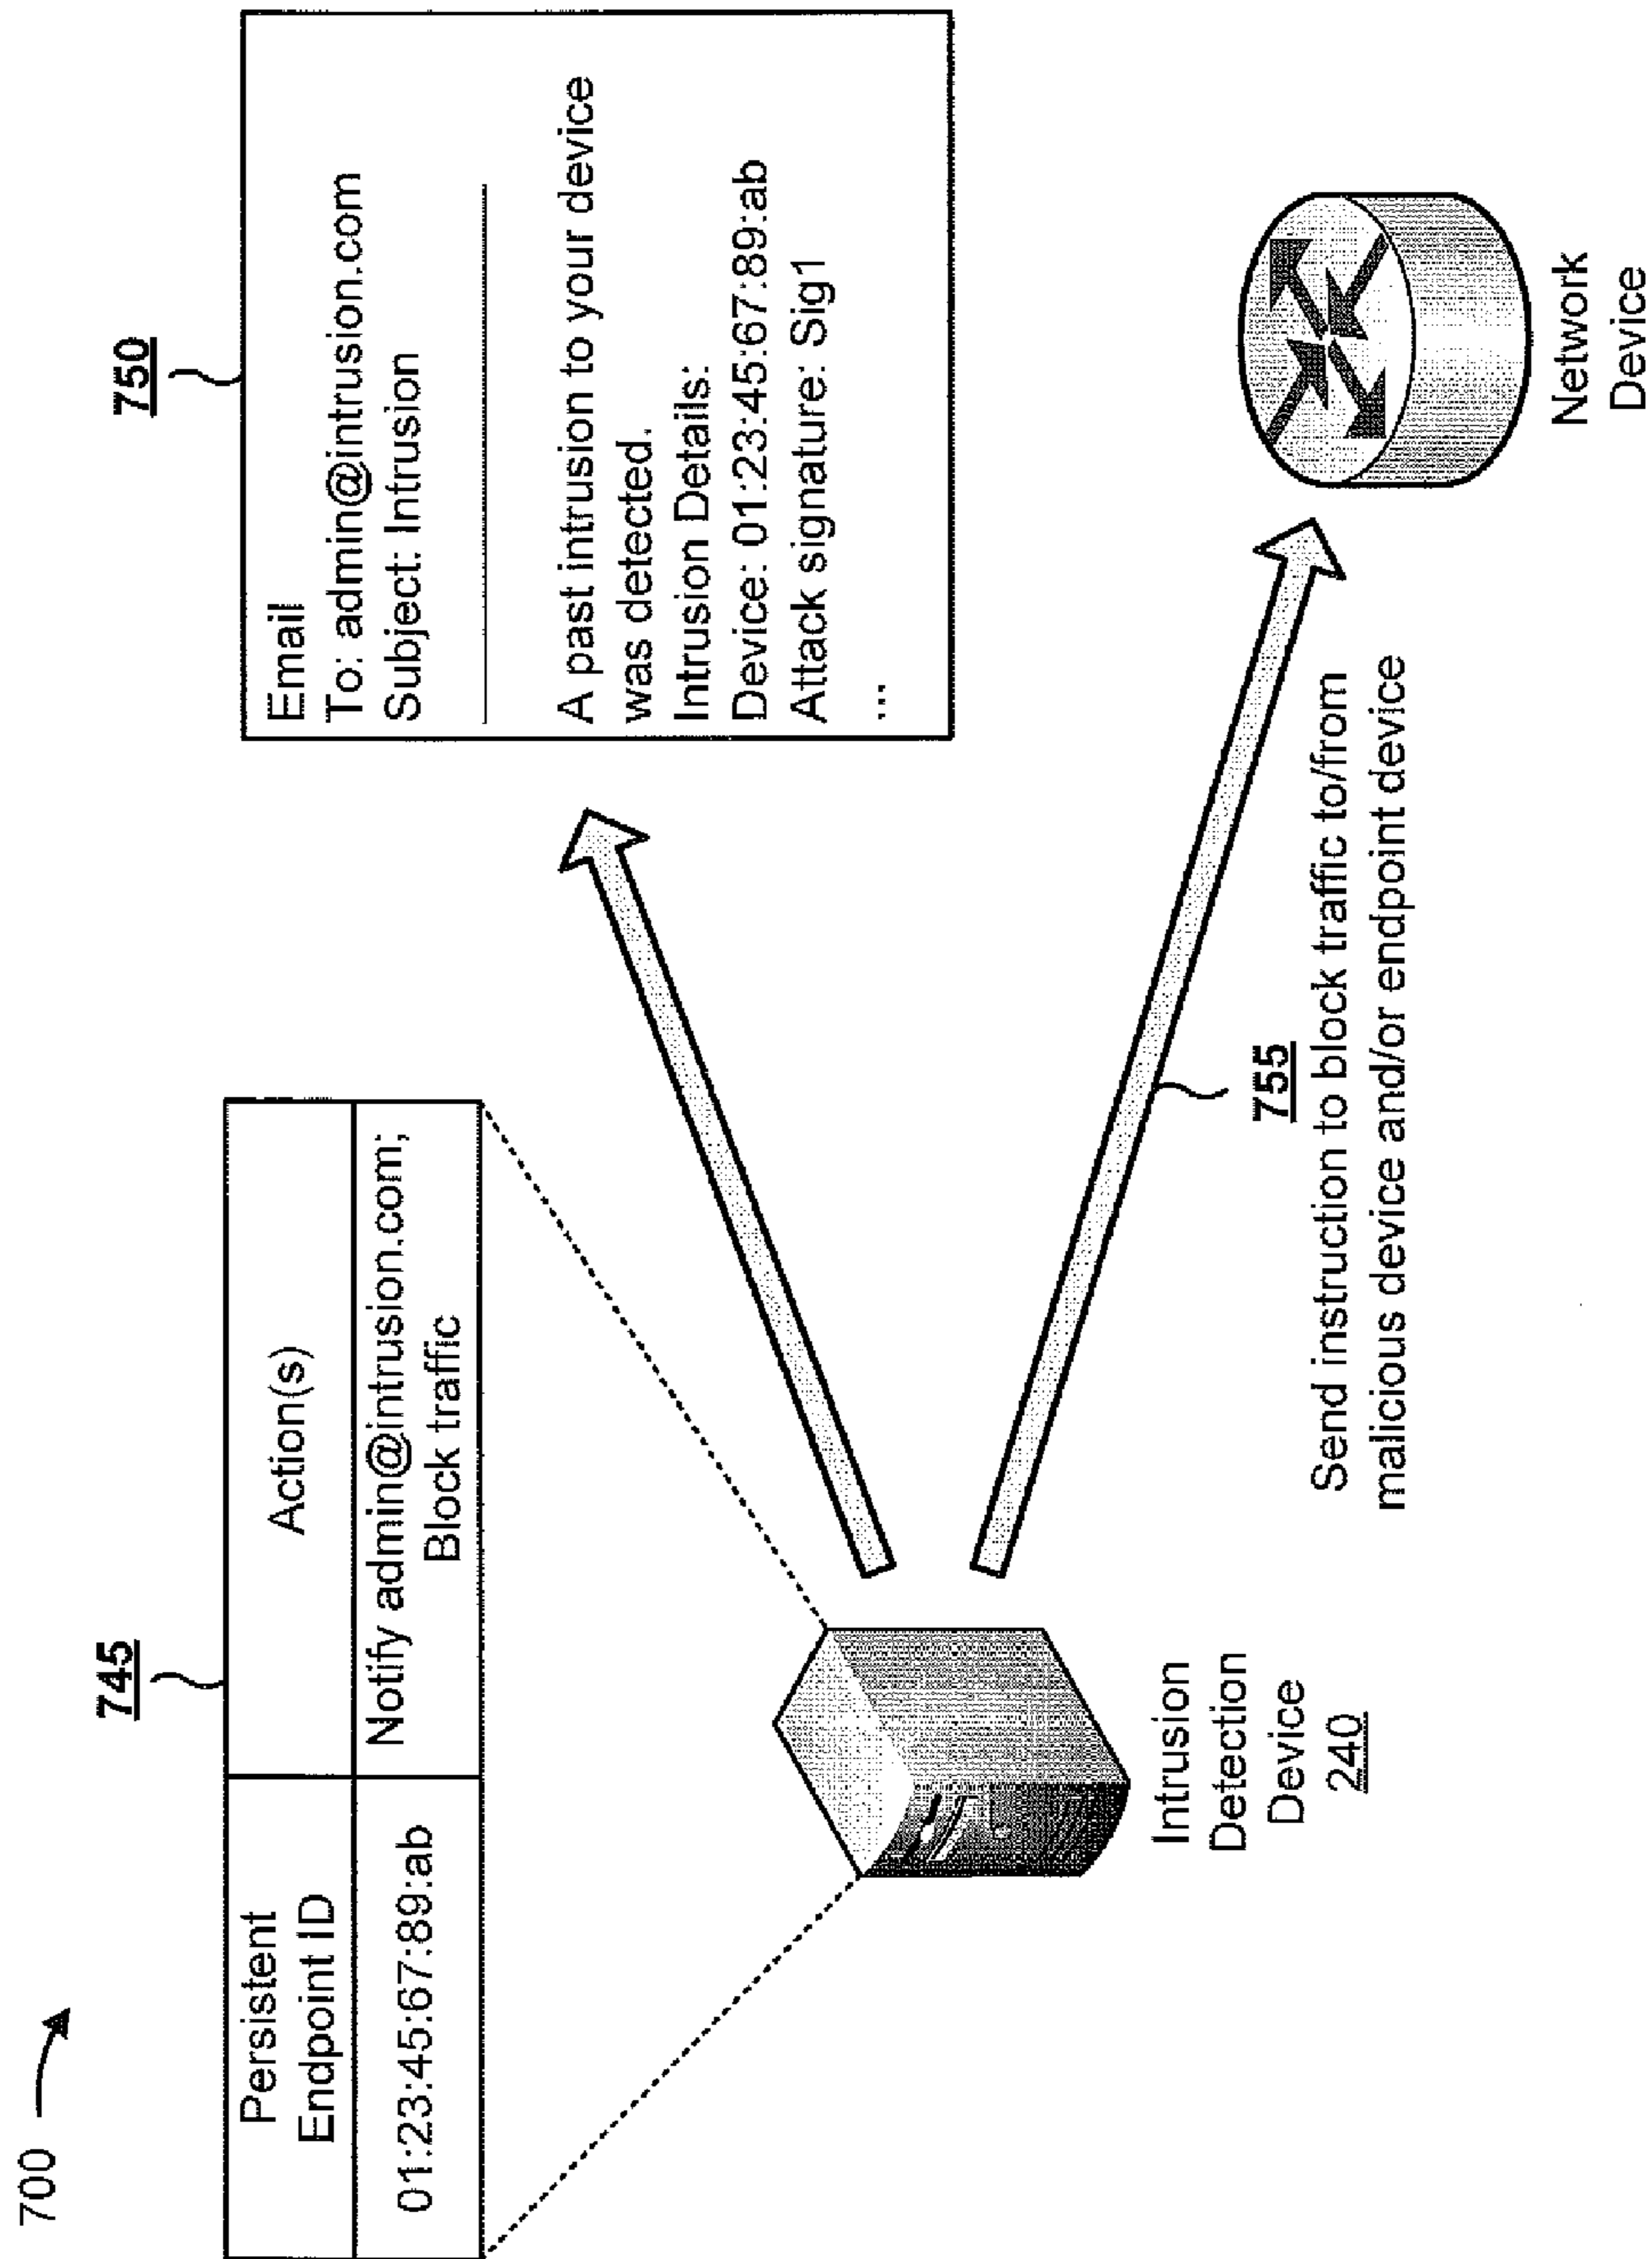 700
745
Persistent
Endpoint ID
Action(s)
01:23:45:67:89:ab
Notify admin@intrusion.com;
Block traffic
750
Email
To: admin@intrusion.com
Subject: Intrusion
A past intrusion to your device
was detected.
Intrusion Details:
Device: 01:23:45:67:89:ab
Attack signature: Sig1
...
Intrusion
Detection
Device
240
755
Send instruction to block traffic to/from
malicious device and/or endpoint device
Network
Device